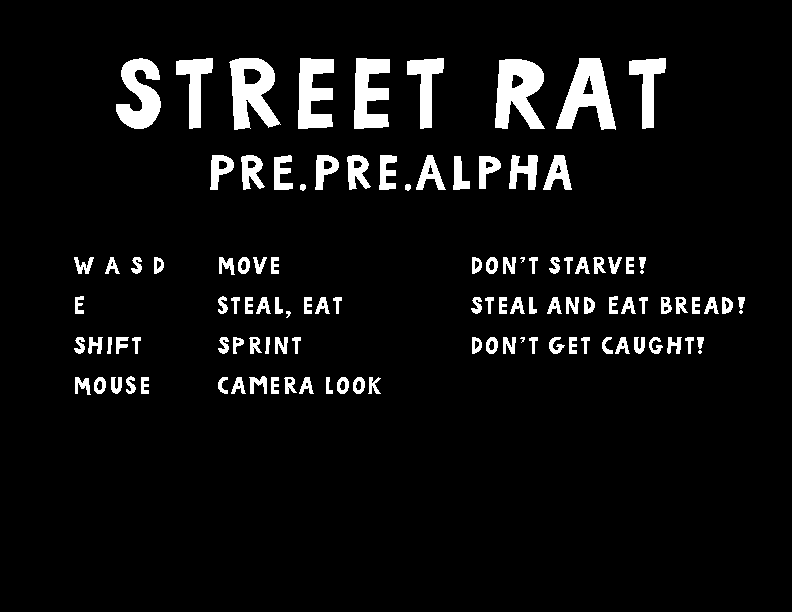 STREET RAT
PRE.PRE.ALPHA
W A S D MOVE DON'T STARVE!
E STEAL, EAT STEAL AND EAT BREAD!
SHIFT SPRINT DON'T GET CAUGHT!
MOUSE CAMERA LOOK